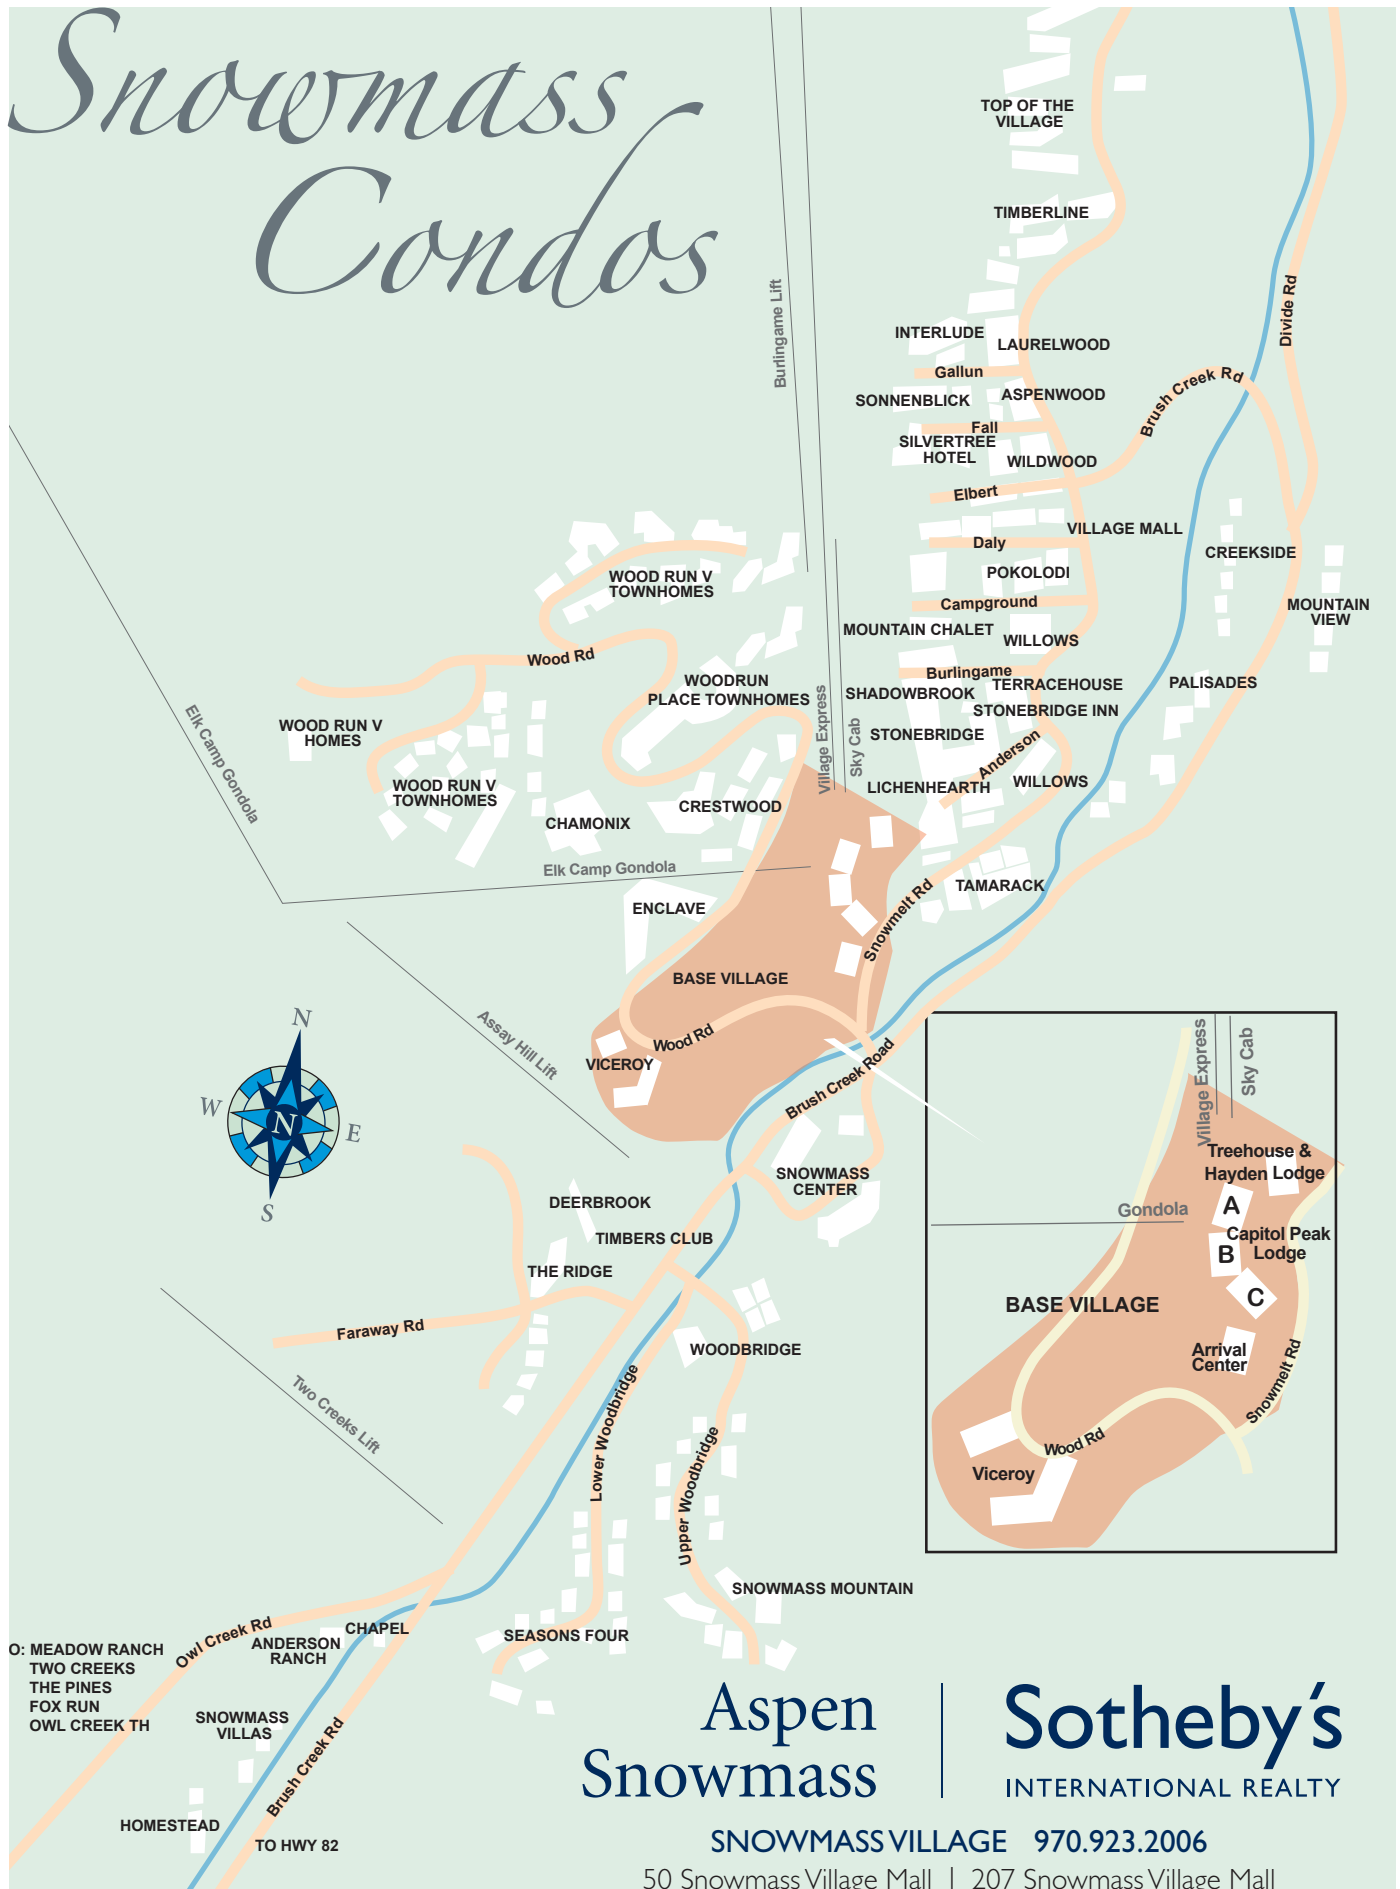 Snowmass
Condos
TOP OF THE
VILLAGE
TIMBERLINE
Burlingame Lift
Divide Rd
INTERLUDE
LAURELWOOD
Gallun
Brush Creek Rd
SONNENBLICK
ASPENWOOD
Fall
SILVERTREE
HOTEL
WILDWOOD
Elbert
VILLAGE MALL
Daly
CREEKSIDE
POKOLODI
WOOD RUN V
TOWNHOMES
Campground
MOUNTAIN
VIEW
MOUNTAIN CHALET
WILLOWS
Wood Rd
Burlingame
WOODRUN
PLACE TOWNHOMES
SHADOWBROOK
TERRACEHOUSE
PALISADES
STONEBRIDGE INN
Village Express
Sky Cab
Elk Camp Gondola
WOOD RUN V
HOMES
STONEBRIDGE
Anderson
WOOD RUN V
TOWNHOMES
LICHENHEARTH
WILLOWS
CRESTWOOD
CHAMONIX
Elk Camp Gondola
TAMARACK
ENCLAVE
Snowmelt Rd
BASE VILLAGE
Assay Hill Lift
Wood Rd
VICEROY
Brush Creek Road
N
W
N
E
S
Village Express
Sky Cab
Treehouse &
Hayden Lodge
A
Gondola
Capitol Peak
Lodge
B
C
BASE VILLAGE
Arrival
Center
Snowmelt Rd
Wood Rd
Viceroy
SNOWMASS
CENTER
DEERBROOK
TIMBERS CLUB
THE RIDGE
Faraway Rd
WOODBRIDGE
Two Creeks Lift
Lower Woodbridge
Upper Woodbridge
SNOWMASS MOUNTAIN
SEASONS FOUR
Owl Creek Rd
CHAPEL
ANDERSON
RANCH
O: MEADOW RANCH
TWO CREEKS
THE PINES
FOX RUN
OWL CREEK TH
SNOWMASS
VILLAS
Brush Creek Rd
HOMESTEAD
TO HWY 82
Aspen
Snowmass
Sotheby's
INTERNATIONAL REALTY
SNOWMASS VILLAGE 970.923.2006
50 Snowmass Village Mall | 207 Snowmass Village Mall